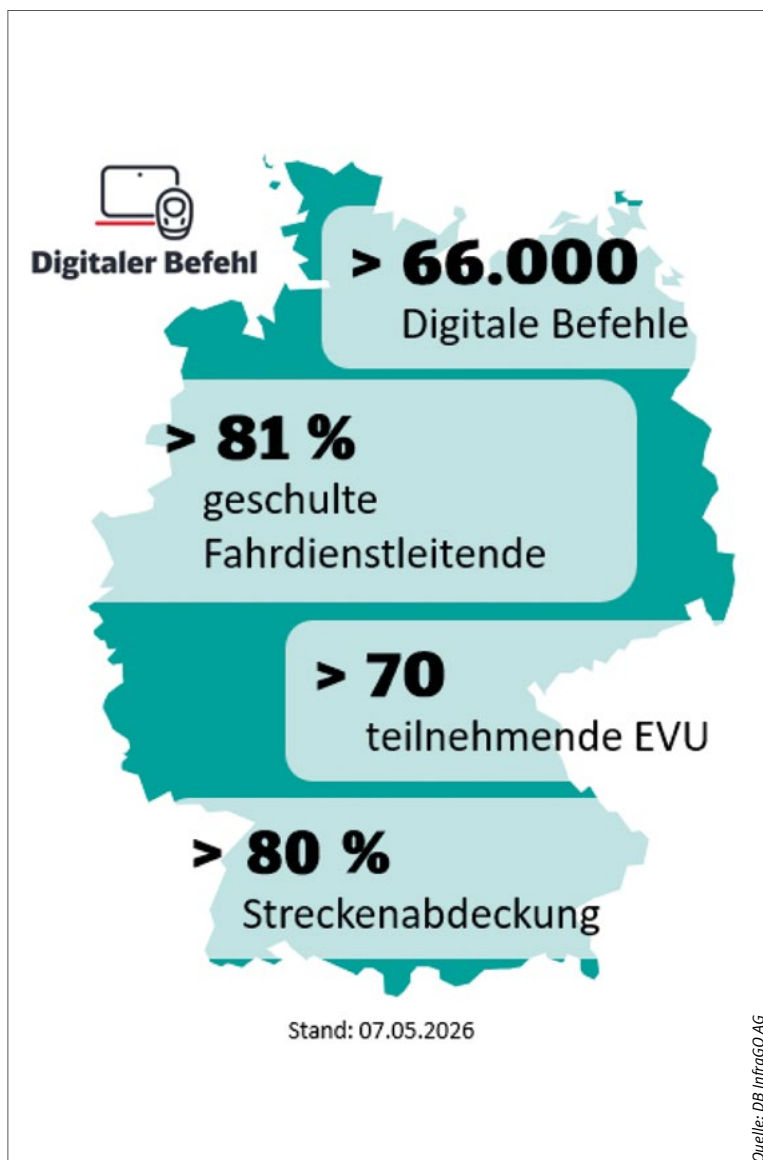 Digitaler Befehl
> 66.000
Digitale Befehle
> 81 %
geschulte
Fahrdienstleitende
> 70
teilnehmende EVU
> 80 %
Streckenabdeckung
Stand: 07.05.2026
Quelle: DB InfraGO AG